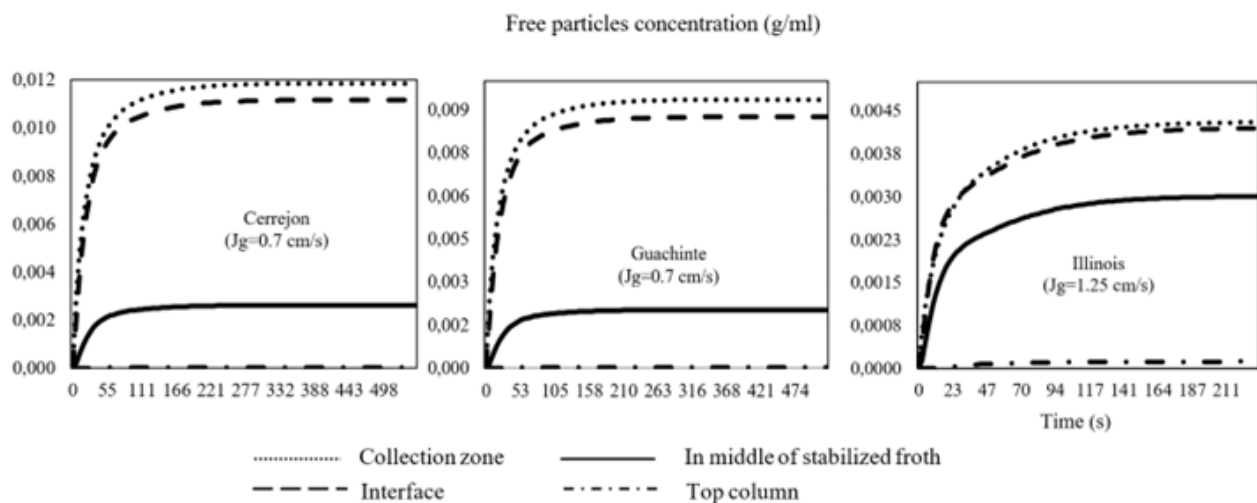 Free particles concentration (g/ml)
0,012
0,010
0,008
0,006
0,004
0,002
0,000
Cerrejon
(Jg=0.7 cm/s)
0 55 111 166 221 277 332 388 443 498
0,009
0,008
0,006
0,005
0,003
0,002
0,000
Guachinte
(Jg=0.7 cm/s)
0 53 105 158 210 263 316 368 421 474
0,0045
0,0038
0,0030
0,0023
0,0015
0,0008
0,0000
Illinois
(Jg=1.25 cm/s)
0 23 47 70 94 117 141 164 187 211
Time (s)
Collection zone
In middle of stabilized froth
Interface
Top column